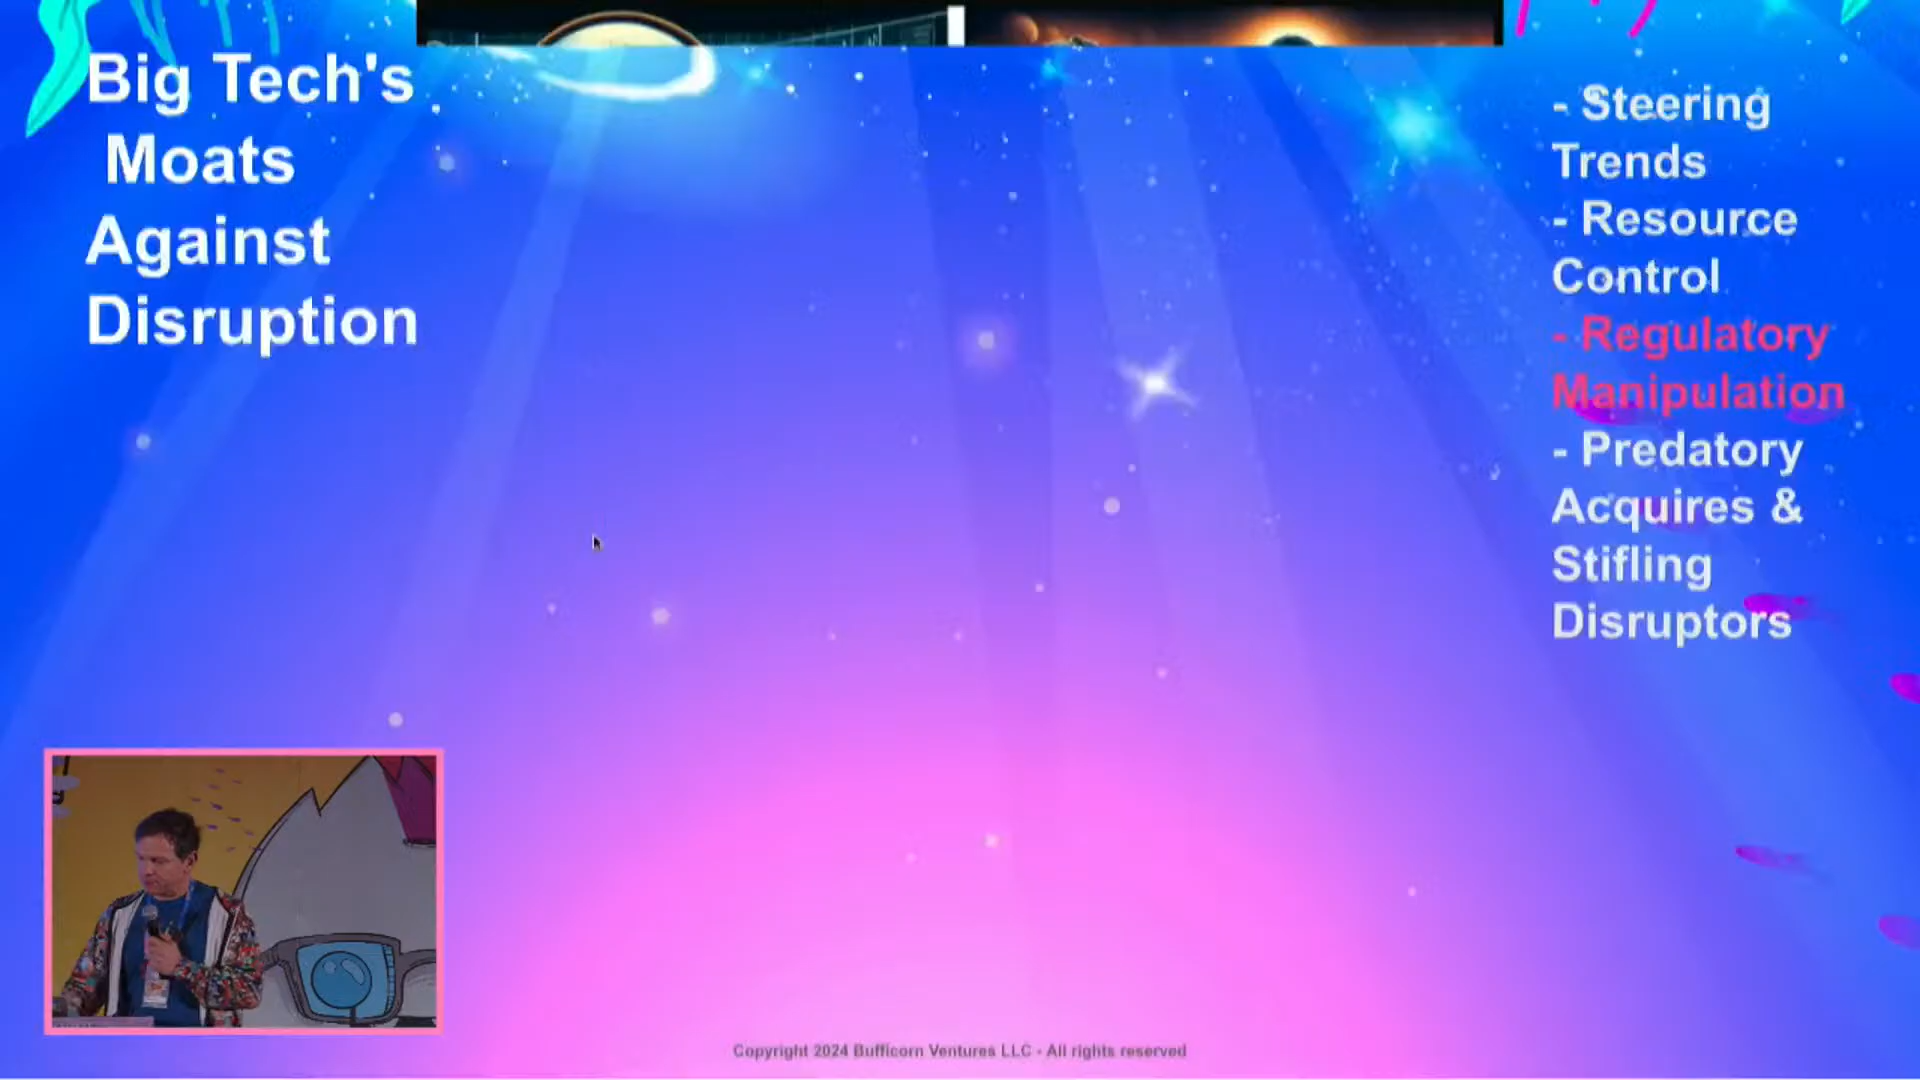 Big Tech's
Moats
Against
Disruption
- Steering
Trends
- Resource
Control
- Regulatory
Manipulation
- Predatory
Acquires &
Stifling
Disruptors
Copyright 2024 Bufficorn Ventures LLC - All rights reserved